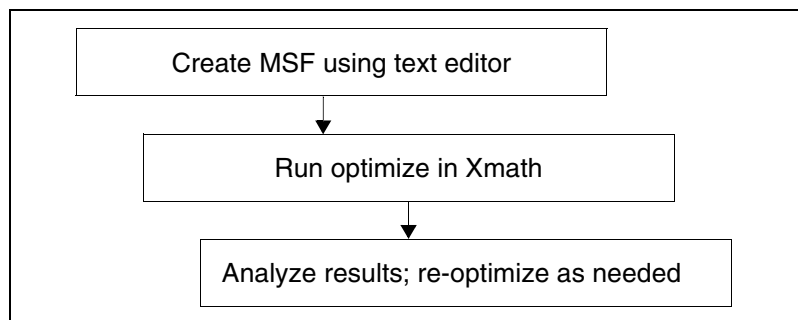 Create MSF using text editor
Run optimize in Xmath
Analyze results; re-optimize as needed